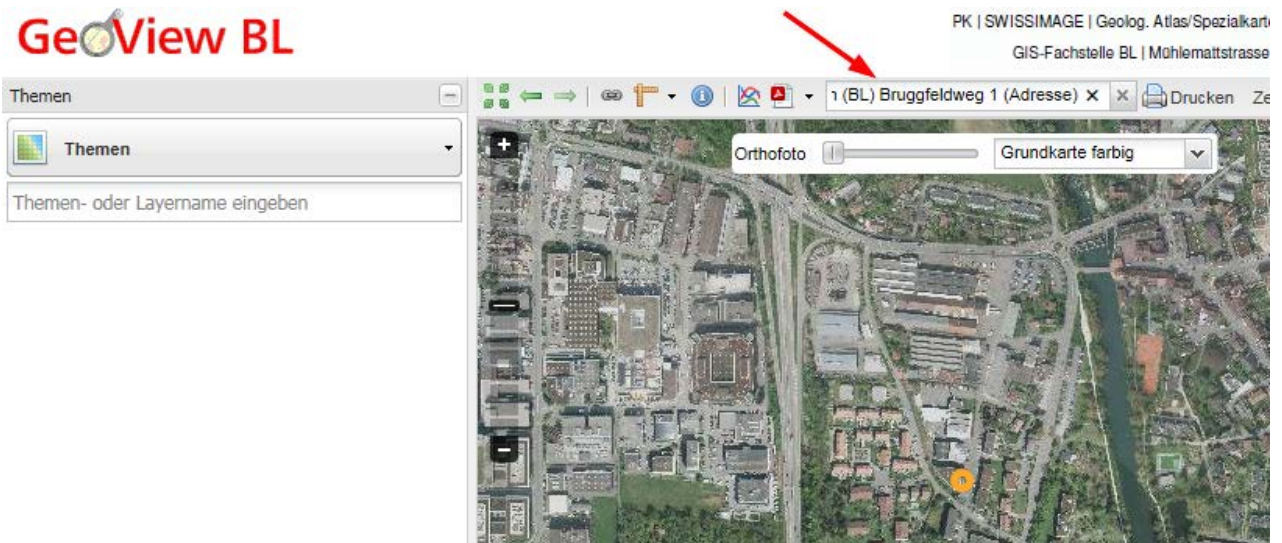 GeoView BL
PK | SWISSIMAGE | Geolog. Atlas/Spezialkarte
GIS-Fachstelle BL | Mühlemattstrasse
Themen
(BL) Bruggfeldweg 1 (Adresse)
Drucken
Themen
Orthofoto
Grundkarte farbig
Themen- oder Layername eingeben